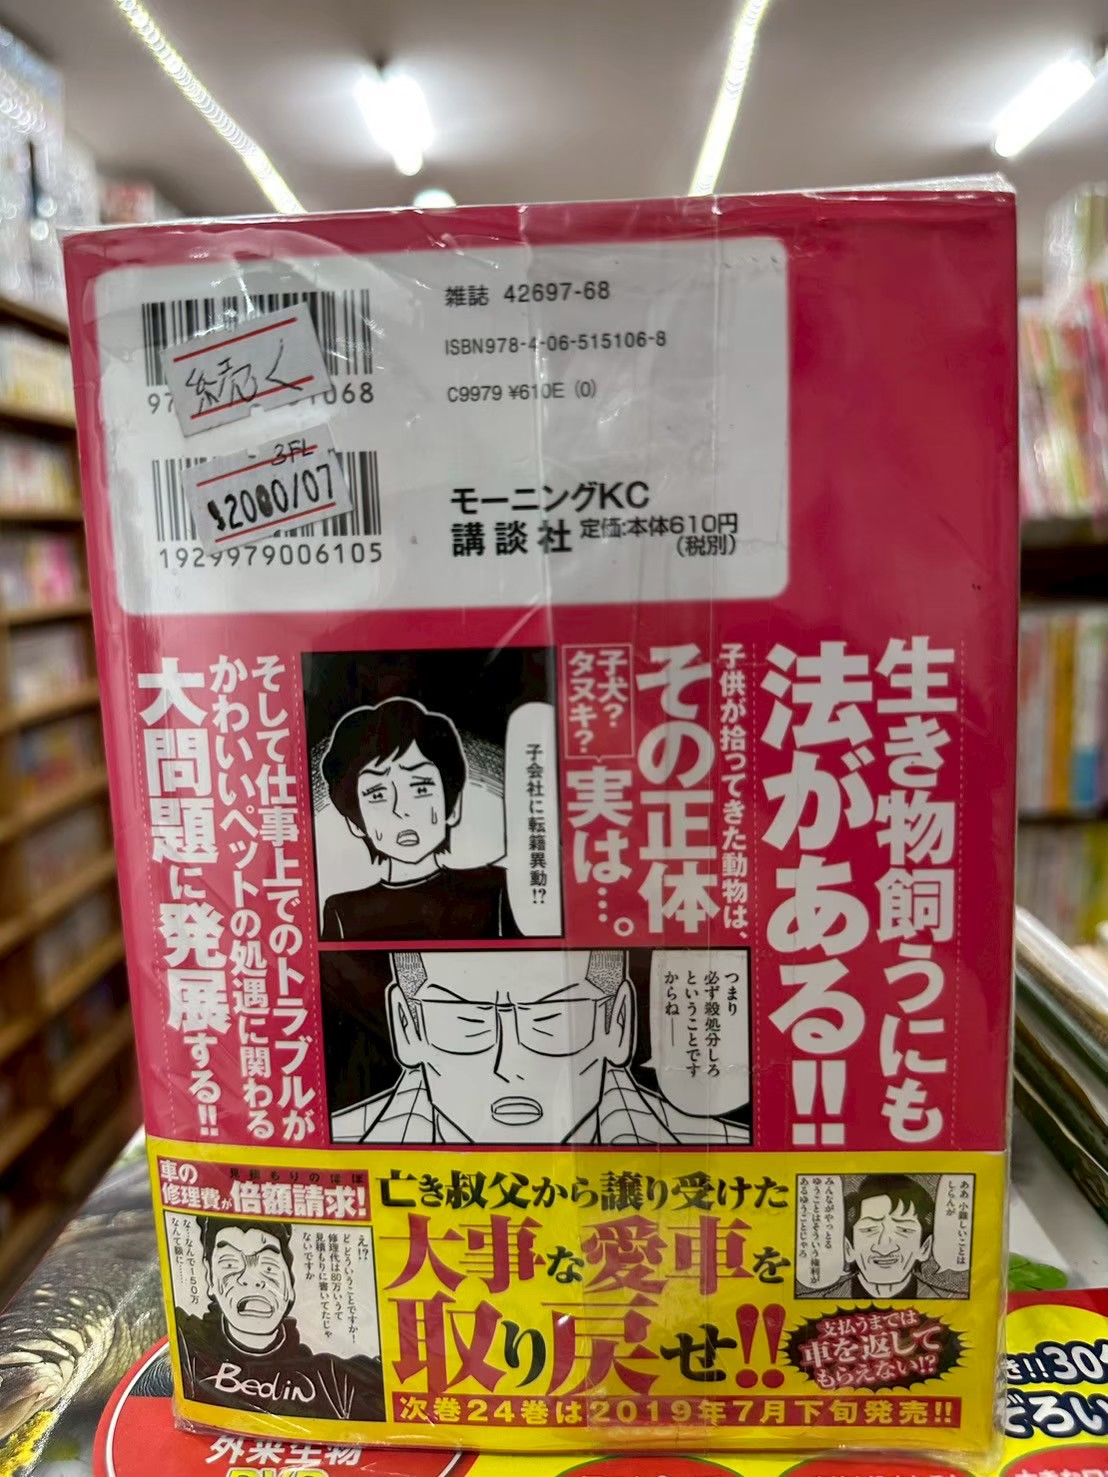 雑誌 42697-68
ISBN978-4-06-515106-8
C9979 ¥610E (0)
続く
3FL
$2000/07
1929979006105
モーニングKC
講談社
定価:本体610円
(税別)
生き物飼うにも
法がある!!
子供が拾ってきた動物は、
その正体
子犬?
タヌキ?
実は…。
子会社に転籍異動!?
つまり
必ず殺処分しろ
ということです
からね――
そして仕事上でのトラブルが
かわいいペットの処遇に関わる
大問題に発展する!!
車の
修理費が
見積もりのほぼ
倍額請求!
え!?
ど どういうことですか!
修理代は80万いうて
見積もりに書いてたじゃ
ないですか
な…なんで150万
なんて額に……
Bedlin
亡き叔父から譲り受けた
大事な愛車を
取り戻せ!!
ああ 小難しいことは
しらんが
みんながやっとる
ゆうことはそういう権利が
あるゆうことじゃろ
支払うまでは
車を返して
もらえない!?
次巻24巻は2019年7月下旬発売!!
外来生物